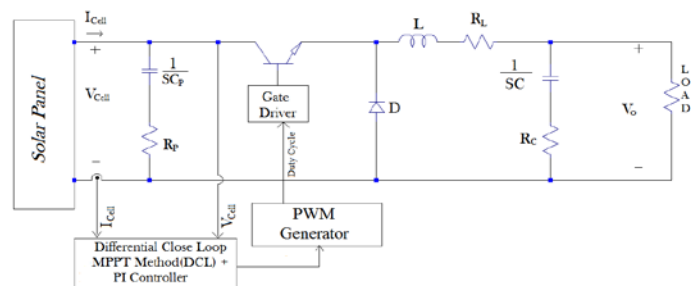 I_Cell
Solar Panel
+
V_Cell
−
1
SC_P
R_P
Gate
Driver
Duty Cycle
D
L
R_L
1
SC
R_C
+
V_o
−
LOAD
I_Cell
V_Cell
PWM
Generator
Differential Close Loop
MPPT Method(DCL) +
PI Controller